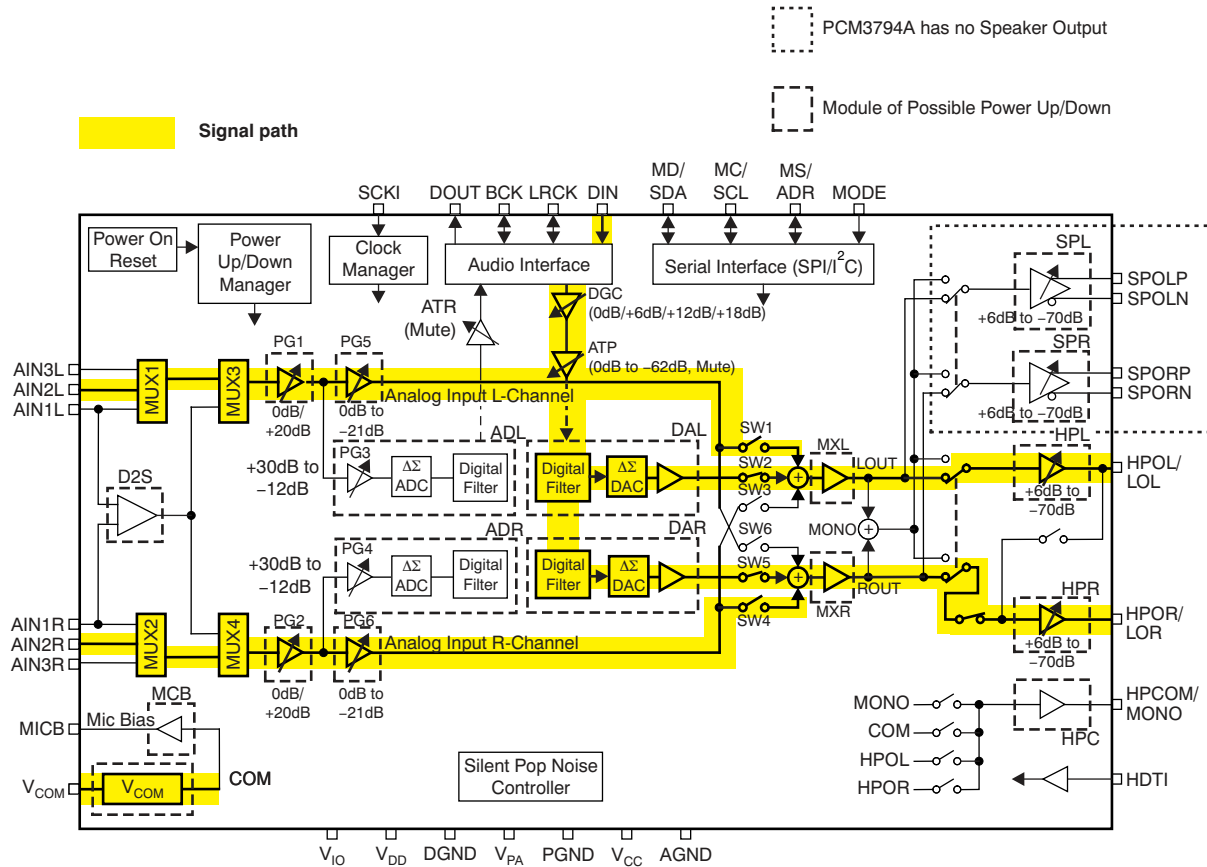 PCM3794A has no Speaker Output
Module of Possible Power Up/Down
Signal path
SCKI
DOUT
BCK
LRCK
DIN
MD/
SDA
MC/
SCL
MS/
ADR
MODE
Power On
Reset
Power
Up/Down
Manager
Clock
Manager
Audio Interface
Serial Interface (SPI/I²C)
ATR
(Mute)
DGC
(0dB/+6dB/+12dB/+18dB)
ATP
(0dB to −62dB, Mute)
SPL
+6dB to −70dB
SPOLP
SPOLN
SPR
+6dB to −70dB
SPORP
SPORN
AIN3L
AIN2L
AIN1L
MUX1
MUX3
PG1
0dB/
+20dB
PG5
0dB to
−21dB
Analog Input L-Channel
ADL
PG3
+30dB to
−12dB
ΔΣ
ADC
Digital
Filter
DAL
Digital
Filter
ΔΣ
DAC
SW1
SW2
SW3
MXL
LOUT
HPL
+6dB to
−70dB
HPOL/
LOL
D2S
MONO
SW6
SW5
SW4
ADR
PG4
+30dB to
−12dB
ΔΣ
ADC
Digital
Filter
DAR
Digital
Filter
ΔΣ
DAC
MXR
ROUT
HPR
+6dB to
−70dB
HPOR/
LOR
AIN1R
AIN2R
AIN3R
MUX2
MUX4
PG2
0dB/
+20dB
PG6
0dB to
−21dB
Analog Input R-Channel
MCB
MICB
Mic Bias
COM
VCOM
VCOM
Silent Pop Noise
Controller
MONO
COM
HPOL
HPOR
HPC
HPCOM/
MONO
HDTI
VIO
VDD
DGND
VPA
PGND
VCC
AGND